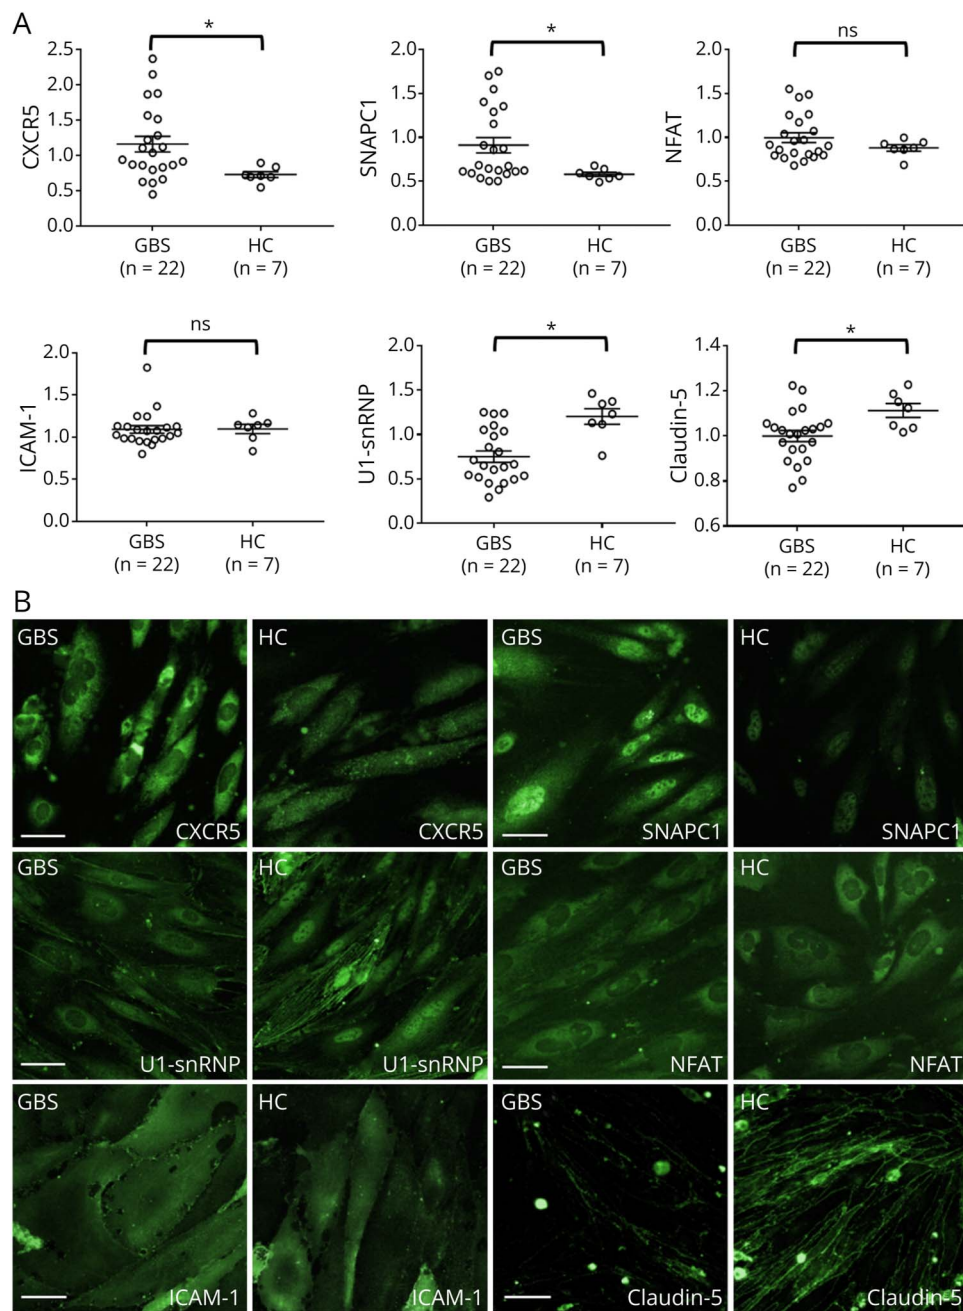 A
*
CXCR5
2.5
2.0
1.5
1.0
0.5
0.0
GBS
(n = 22)
HC
(n = 7)
*
SNAPC1
2.0
1.5
1.0
0.5
0.0
GBS
(n = 22)
HC
(n = 7)
ns
NFAT
2.0
1.5
1.0
0.5
0.0
GBS
(n = 22)
HC
(n = 7)
ns
ICAM-1
2.0
1.5
1.0
0.5
0.0
GBS
(n = 22)
HC
(n = 7)
*
U1-snRNP
2.0
1.5
1.0
0.5
0.0
GBS
(n = 22)
HC
(n = 7)
*
Claudin-5
1.4
1.2
1.0
0.8
0.6
GBS
(n = 22)
HC
(n = 7)
B
GBS
CXCR5
HC
CXCR5
GBS
SNAPC1
HC
SNAPC1
GBS
U1-snRNP
HC
U1-snRNP
GBS
NFAT
HC
NFAT
GBS
ICAM-1
HC
ICAM-1
GBS
Claudin-5
HC
Claudin-5